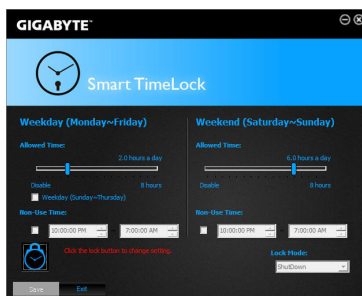 GIGABYTE™
Smart TimeLock
Weekday (Monday~Friday)
Allowed Time:
2.0 hours a day
Disable 8 hours
Weekday (Sunday~Thursday)
Non-Use Time:
10:00:00 PM ~ 7:00:00 AM
Click the lock button to change setting.
Weekend (Saturday~Sunday)
Allowed Time:
6.0 hours a day
Disable 8 hours
Non-Use Time:
10:00:00 PM ~ 7:00:00 AM
Lock Mode:
ShutDown
Save Exit